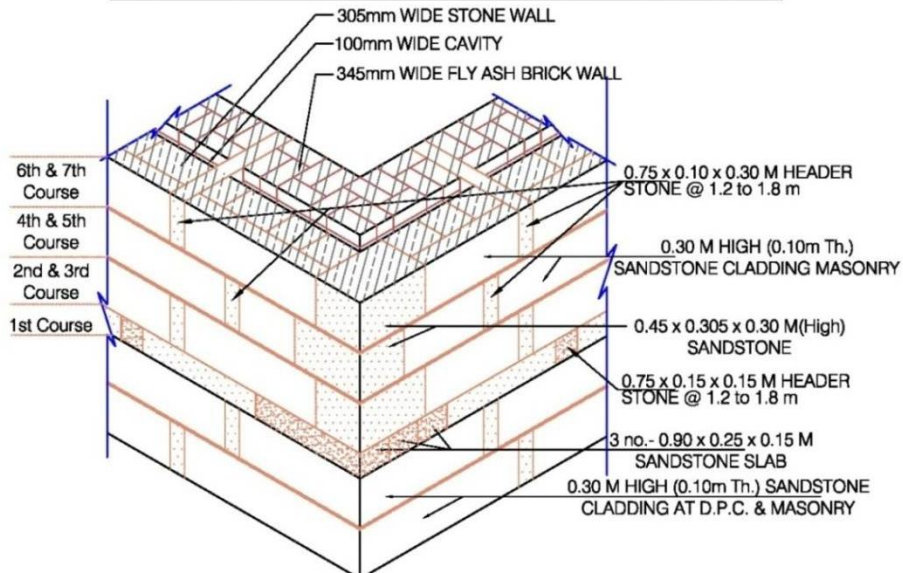 305mm WIDE STONE WALL
100mm WIDE CAVITY
345mm WIDE FLY ASH BRICK WALL
6th & 7th
Course
4th & 5th
Course
2nd & 3rd
Course
1st Course
0.75 x 0.10 x 0.30 M HEADER
STONE @ 1.2 to 1.8 m
0.30 M HIGH (0.10m Th.)
SANDSTONE CLADDING MASONRY
0.45 x 0.305 x 0.30 M(High)
SANDSTONE
0.75 x 0.15 x 0.15 M HEADER
STONE @ 1.2 to 1.8 m
3 no.- 0.90 x 0.25 x 0.15 M
SANDSTONE SLAB
0.30 M HIGH (0.10m Th.) SANDSTONE
CLADDING AT D.P.C. & MASONRY